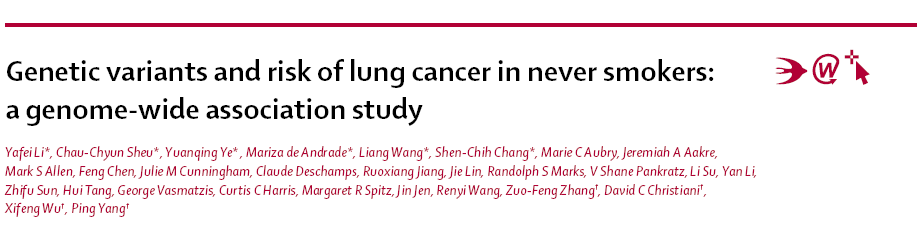 Genetic variants and risk of lung cancer in never smokers:
a genome-wide association study
W
Yafei Li*, Chau-Chyun Sheu*, Yuanqing Ye*, Mariza de Andrade*, Liang Wang*, Shen-Chih Chang*, Marie C Aubry, Jeremiah A Aakre,
Mark S Allen, Feng Chen, Julie M Cunningham, Claude Deschamps, Ruoxiang Jiang, Jie Lin, Randolph S Marks, V Shane Pankratz, Li Su, Yan Li,
Zhifu Sun, Hui Tang, George Vasmatzis, Curtis C Harris, Margaret R Spitz, Jin Jen, Renyi Wang, Zuo-Feng Zhang†, David C Christiani†,
Xifeng Wu†, Ping Yang†